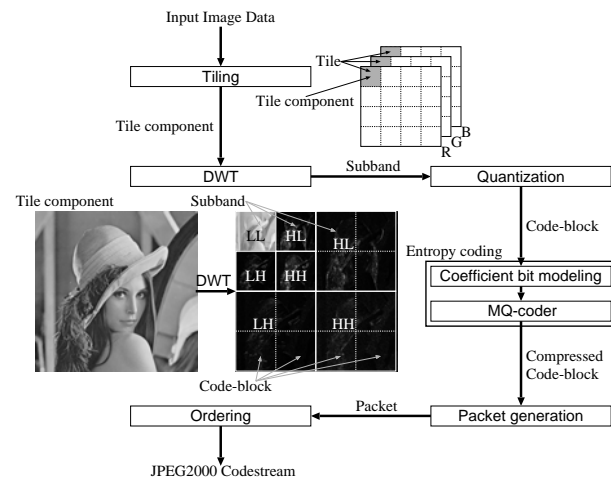 Input Image Data
Tiling
Tile
Tile component
R
G
B
Tile component
DWT
Subband
Quantization
Tile component
Subband
LL
HL
HL
LH
HH
LH
HH
DWT
Code-block
Code-block
Entropy coding
Coefficient bit modeling
MQ-coder
Compressed
Code-block
Ordering
Packet
Packet generation
JPEG2000 Codestream